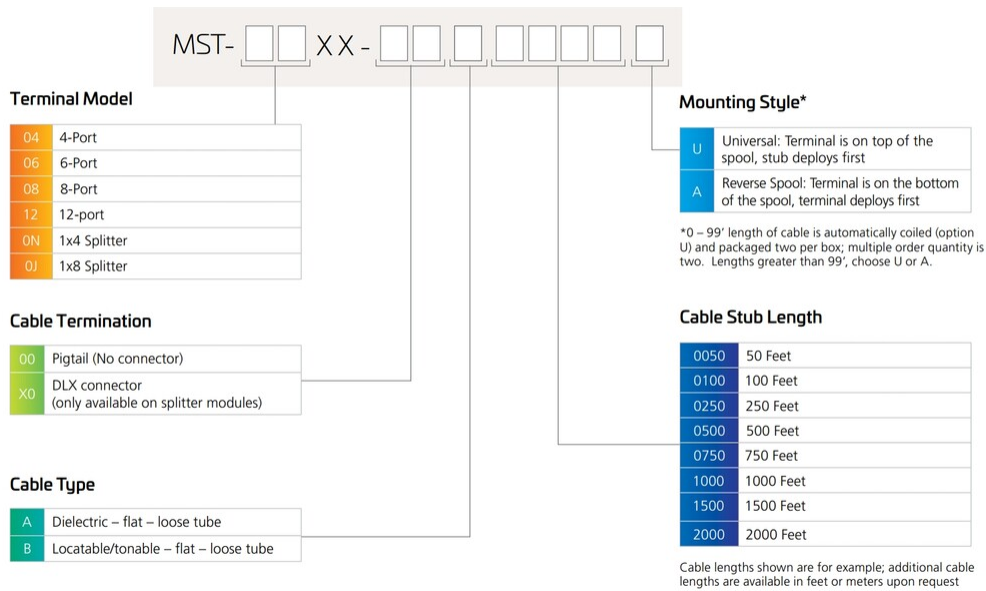 MST- XX-
Terminal Model
04 4-Port
06 6-Port
08 8-Port
12 12-port
0N 1x4 Splitter
0J 1x8 Splitter
Cable Termination
00 Pigtail (No connector)
X0 DLX connector
(only available on splitter modules)
Cable Type
A Dielectric – flat – loose tube
B Locatable/tonable – flat – loose tube
Mounting Style*
U Universal: Terminal is on top of the
spool, stub deploys first
A Reverse Spool: Terminal is on the bottom
of the spool, terminal deploys first
*0 – 99’ length of cable is automatically coiled (option
U) and packaged two per box; multiple order quantity is
two. Lengths greater than 99’, choose U or A.
Cable Stub Length
0050 50 Feet
0100 100 Feet
0250 250 Feet
0500 500 Feet
0750 750 Feet
1000 1000 Feet
1500 1500 Feet
2000 2000 Feet
Cable lengths shown are for example; additional cable
lengths are available in feet or meters upon request